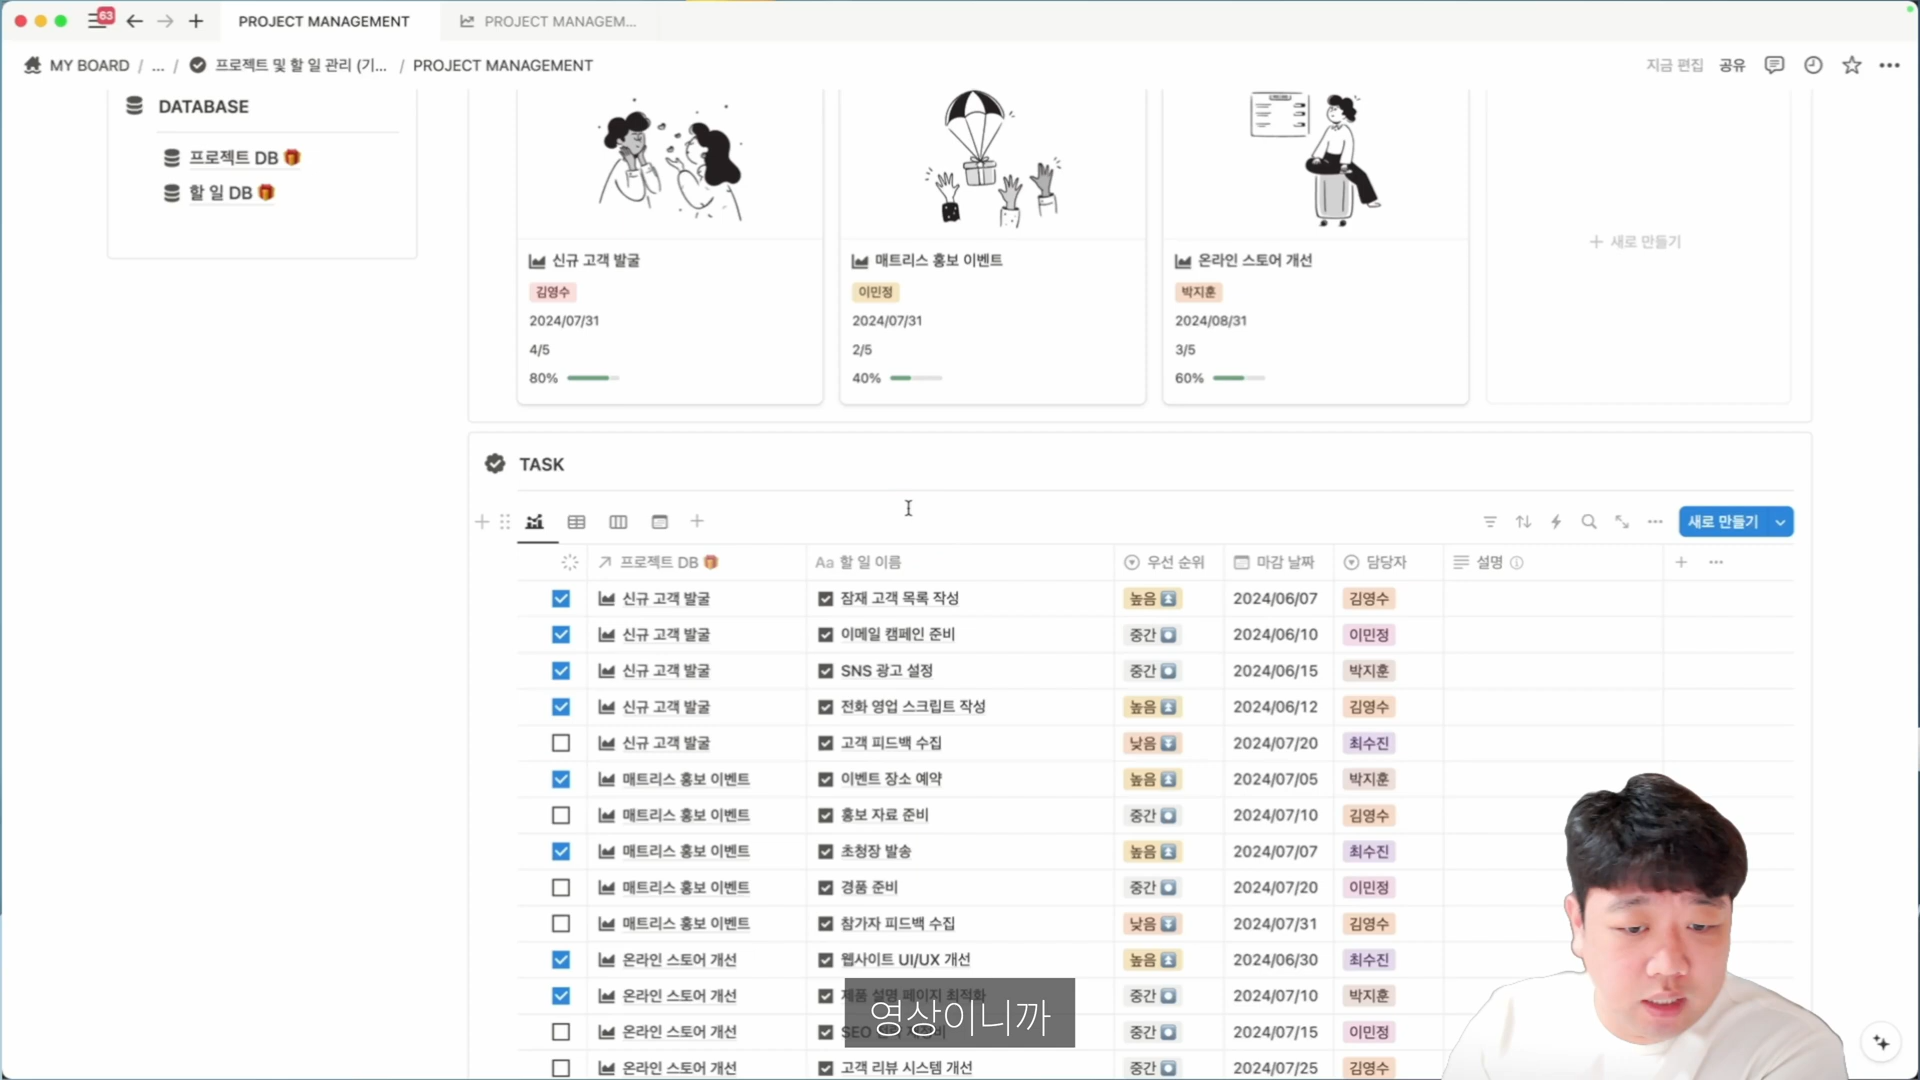 63
PROJECT MANAGEMENT
PROJECT MANAGEM...
MY BOARD / ... / 프로젝트 및 할 일 관리 (기... / PROJECT MANAGEMENT
지금 편집 공유
DATABASE
프로젝트 DB
할 일 DB
신규 고객 발굴
김영수
2024/07/31
4/5
80%
매트리스 홍보 이벤트
이민정
2024/07/31
2/5
40%
온라인 스토어 개선
박지훈
2024/08/31
3/5
60%
새로 만들기
TASK
새로 만들기
프로젝트 DB Aa 할 일 이름 우선 순위 마감 날짜 담당자 설명
신규 고객 발굴 잠재 고객 목록 작성 높음 2024/06/07 김영수
신규 고객 발굴 이메일 캠페인 준비 중간 2024/06/10 이민정
신규 고객 발굴 SNS 광고 설정 중간 2024/06/15 박지훈
신규 고객 발굴 전화 영업 스크립트 작성 높음 2024/06/12 김영수
신규 고객 발굴 고객 피드백 수집 낮음 2024/07/20 최수진
매트리스 홍보 이벤트 이벤트 장소 예약 높음 2024/07/05 박지훈
매트리스 홍보 이벤트 홍보 자료 준비 중간 2024/07/10 김영수
매트리스 홍보 이벤트 초청장 발송 높음 2024/07/07 최수진
매트리스 홍보 이벤트 경품 준비 중간 2024/07/20 이민정
매트리스 홍보 이벤트 참가자 피드백 수집 낮음 2024/07/31 김영수
온라인 스토어 개선 웹사이트 UI/UX 개선 높음 2024/06/30 최수진
온라인 스토어 개선 제품 설명 페이지 최적화 중간 2024/07/10 박지훈
영상이니까
온라인 스토어 개선 SEO 중간 2024/07/15 이민정
온라인 스토어 개선 고객 리뷰 시스템 개선 중간 2024/07/25 김영수